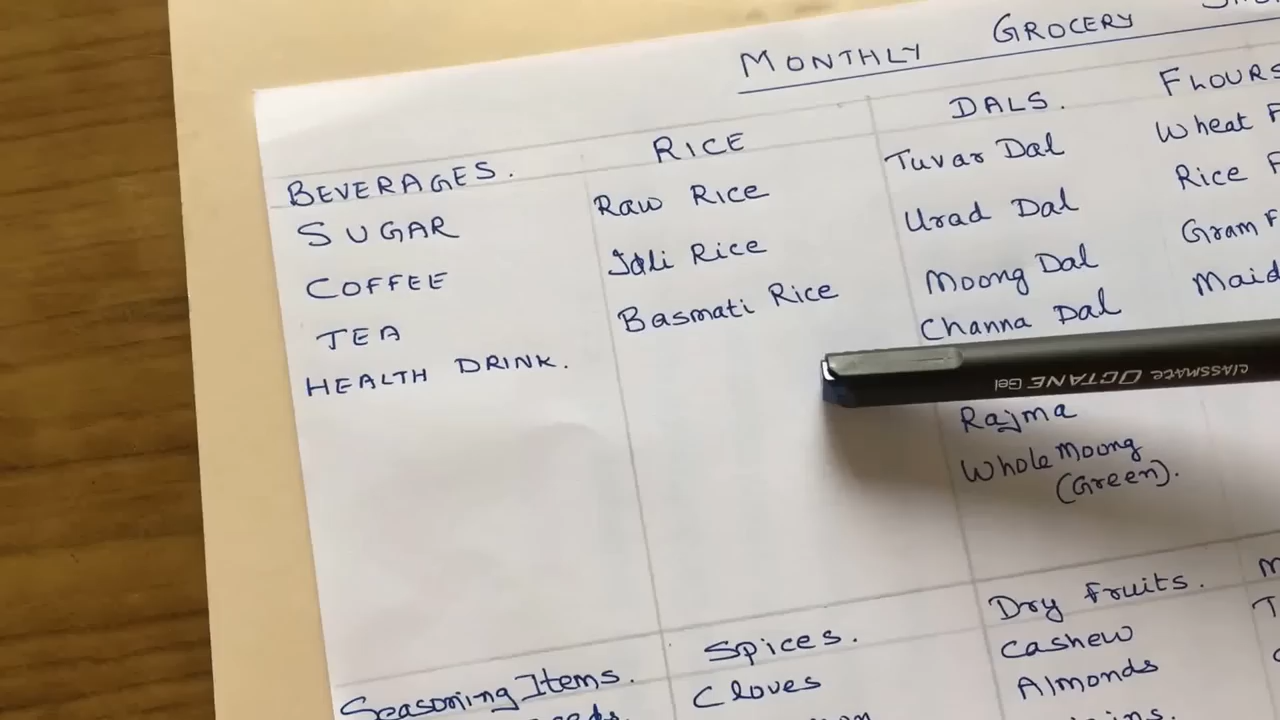 MONTHLY GROCERY
BEVERAGES.
SUGAR
COFFEE
TEA
HEALTH DRINK.
RICE
Raw Rice
Idli Rice
Basmati Rice
DALS.
Tuvar Dal
Urad Dal
Moong Dal
Channa Dal
Rajma
Whole Moong
(Green).
FLOURS
Wheat F
Rice F
Gram F
Maid
classmate OCTANE Gel
Seasoning Items.
Spices.
Cloves
Dry Fruits.
Cashew
Almonds